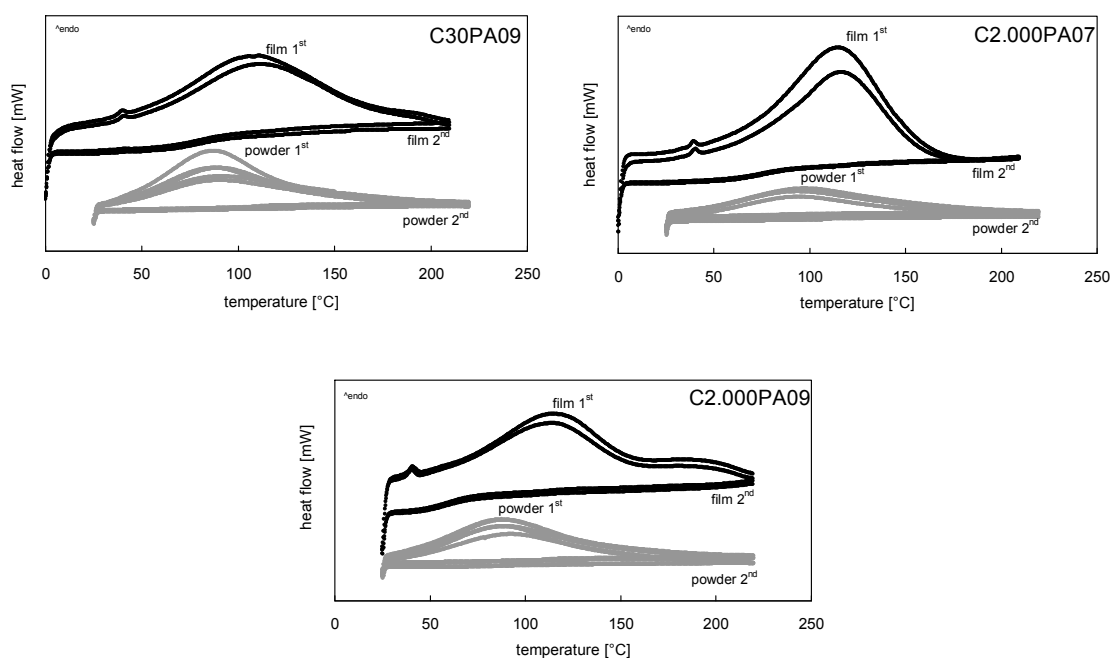 ^endo
C30PA09
film 1st
film 2nd
powder 1st
powder 2nd
heat flow [mW]
0 50 100 150 200 250
temperature [°C]
^endo
C2.000PA07
film 1st
powder 1st
film 2nd
powder 2nd
heat flow [mW]
0 50 100 150 200 250
temperature [°C]
^endo
C2.000PA09
film 1st
film 2nd
powder 1st
powder 2nd
heat flow [mW]
0 50 100 150 200 250
temperature [°C]